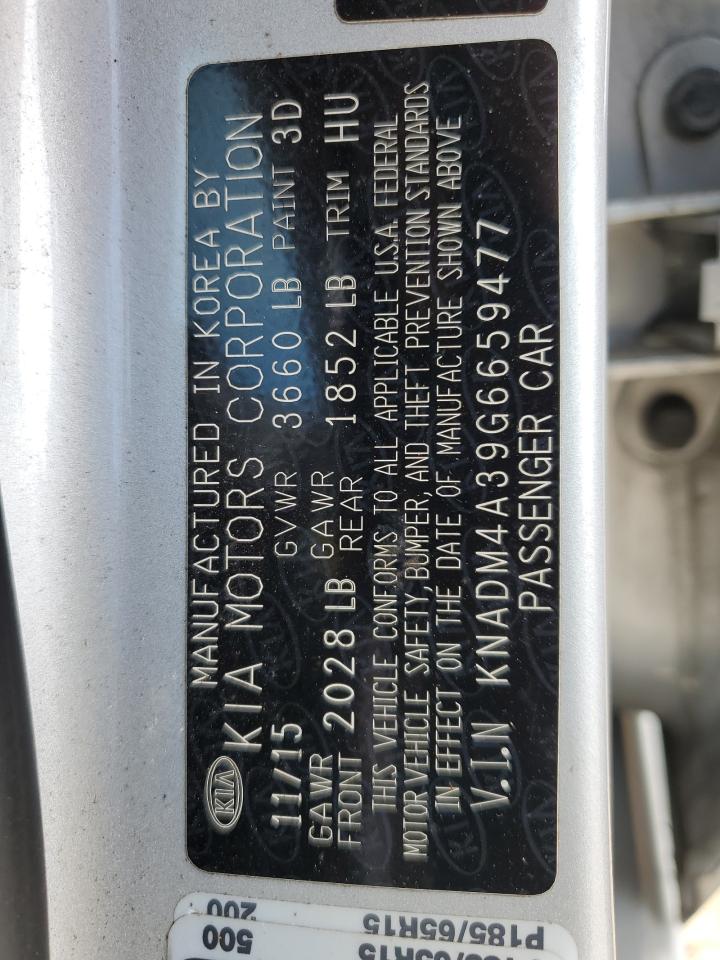 MANUFACTURED IN KOREA BY
KIA KIA MOTORS CORPORATION
11/15 GVWR 3660 LB PAINT 3D
GAWR FRONT 2028 LB GAWR REAR 1852 LB TRIM HU
THIS VEHICLE CONFORMS TO ALL APPLICABLE U.S.A. FEDERAL
MOTOR VEHICLE SAFETY, BUMPER, AND THEFT PREVENTION STANDARDS
IN EFFECT ON THE DATE OF MANUFACTURE SHOWN ABOVE
V.I.N KNADM4A39G6659477
PASSENGER CAR
P185/65R15
200
500